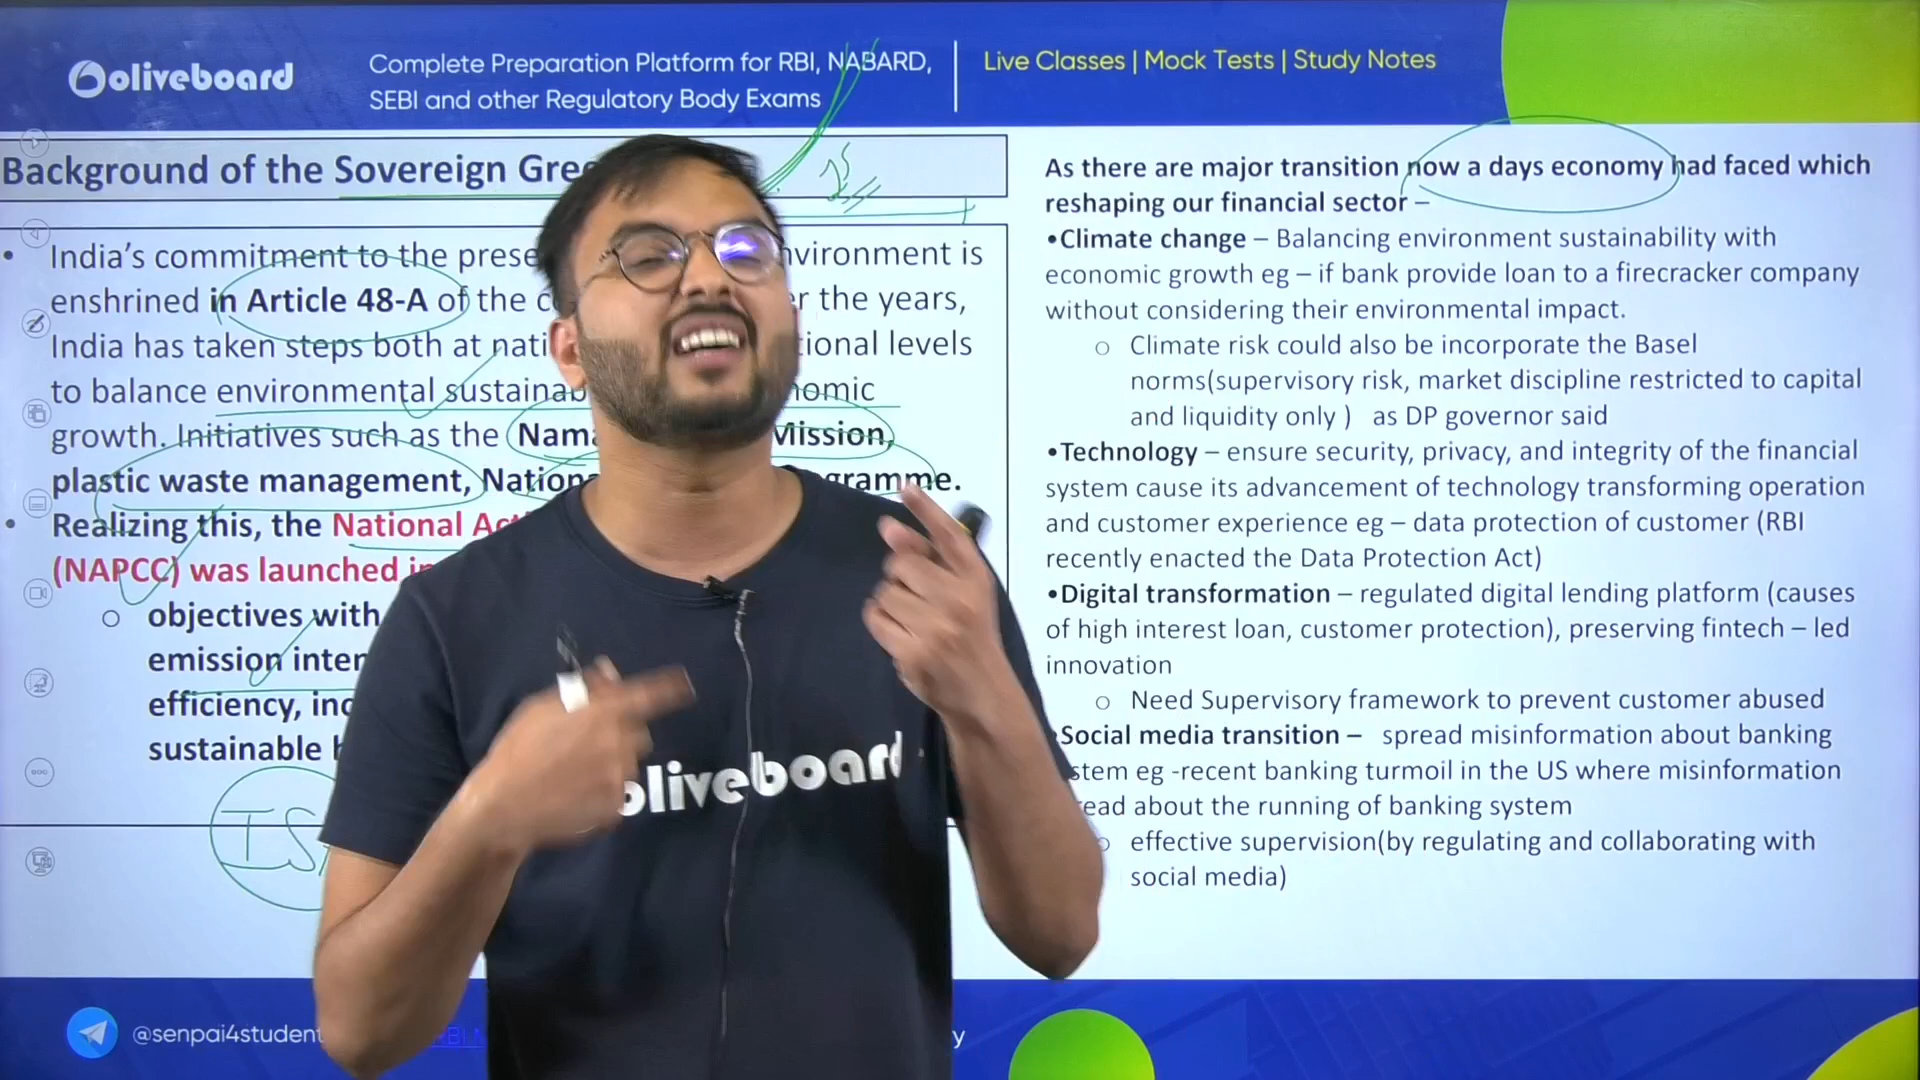 oliveboard
Complete Preparation Platform for RBI, NABARD,
SEBI and other Regulatory Body Exams
Live Classes | Mock Tests | Study Notes
Background of the Sovereign Gre
India's commitment to the prese nvironment is
enshrined in Article 48-A of the c r the years,
India has taken steps both at nati ional levels
to balance environmental sustainab nomic
growth. Initiatives such as the Nam Mission,
plastic waste management, Nation gramme.
Realizing this, the National Act
(NAPCC) was launched in
objectives with
emission inten
efficiency, inc
sustainable
IS
As there are major transition now a days economy had faced which
reshaping our financial sector –
•Climate change – Balancing environment sustainability with
economic growth eg – if bank provide loan to a firecracker company
without considering their environmental impact.
o Climate risk could also be incorporate the Basel
norms(supervisory risk, market discipline restricted to capital
and liquidity only ) as DP governor said
•Technology – ensure security, privacy, and integrity of the financial
system cause its advancement of technology transforming operation
and customer experience eg – data protection of customer (RBI
recently enacted the Data Protection Act)
•Digital transformation – regulated digital lending platform (causes
of high interest loan, customer protection), preserving fintech – led
innovation
o Need Supervisory framework to prevent customer abused
Social media transition – spread misinformation about banking
stem eg -recent banking turmoil in the US where misinformation
read about the running of banking system
effective supervision(by regulating and collaborating with
social media)
oliveboard
@senpai4student
y